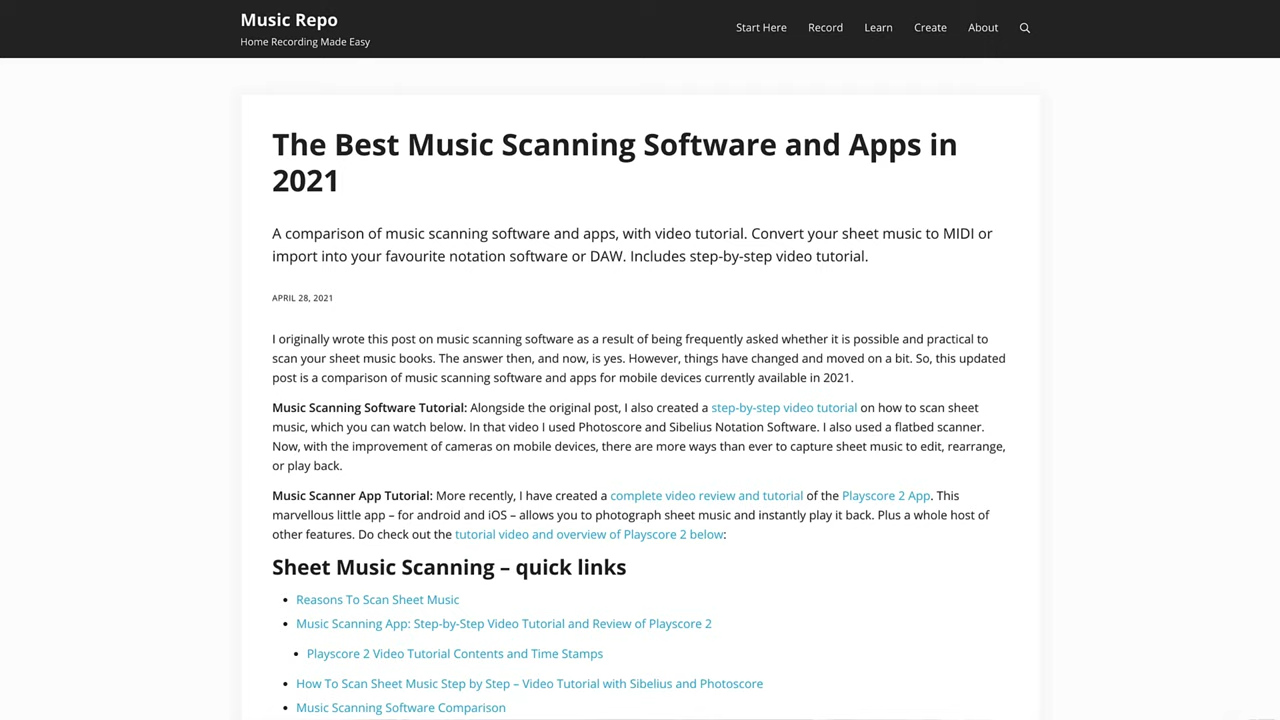 Music Repo
Home Recording Made Easy
Start Here Record Learn Create About
The Best Music Scanning Software and Apps in
2021
A comparison of music scanning software and apps, with video tutorial. Convert your sheet music to MIDI or
import into your favourite notation software or DAW. Includes step-by-step video tutorial.
APRIL 28, 2021
I originally wrote this post on music scanning software as a result of being frequently asked whether it is possible and practical to
scan your sheet music books. The answer then, and now, is yes. However, things have changed and moved on a bit. So, this updated
post is a comparison of music scanning software and apps for mobile devices currently available in 2021.
Music Scanning Software Tutorial: Alongside the original post, I also created a step-by-step video tutorial on how to scan sheet
music, which you can watch below. In that video I used Photoscore and Sibelius Notation Software. I also used a flatbed scanner.
Now, with the improvement of cameras on mobile devices, there are more ways than ever to capture sheet music to edit, rearrange,
or play back.
Music Scanner App Tutorial: More recently, I have created a complete video review and tutorial of the Playscore 2 App. This
marvellous little app – for android and iOS – allows you to photograph sheet music and instantly play it back. Plus a whole host of
other features. Do check out the tutorial video and overview of Playscore 2 below:
Sheet Music Scanning – quick links
• Reasons To Scan Sheet Music
• Music Scanning App: Step-by-Step Video Tutorial and Review of Playscore 2
• Playscore 2 Video Tutorial Contents and Time Stamps
• How To Scan Sheet Music Step by Step – Video Tutorial with Sibelius and Photoscore
• Music Scanning Software Comparison